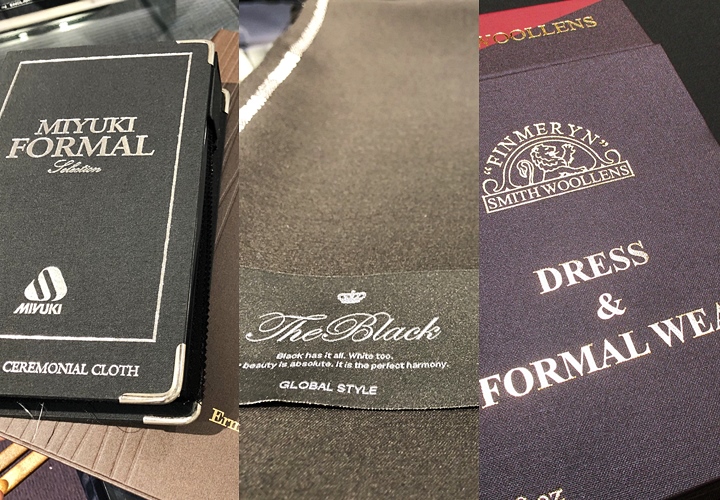 MIYUKI
FORMAL
Selection
MIYUKI
CEREMONIAL CLOTH
The Black
Black has it all. White too.
beauty is absolute. it is the perfect harmony.
GLOBAL STYLE
WOOLLENS
"FINMERYN"
SMITH WOOLLENS
DRESS
&
FORMAL WEA
oz